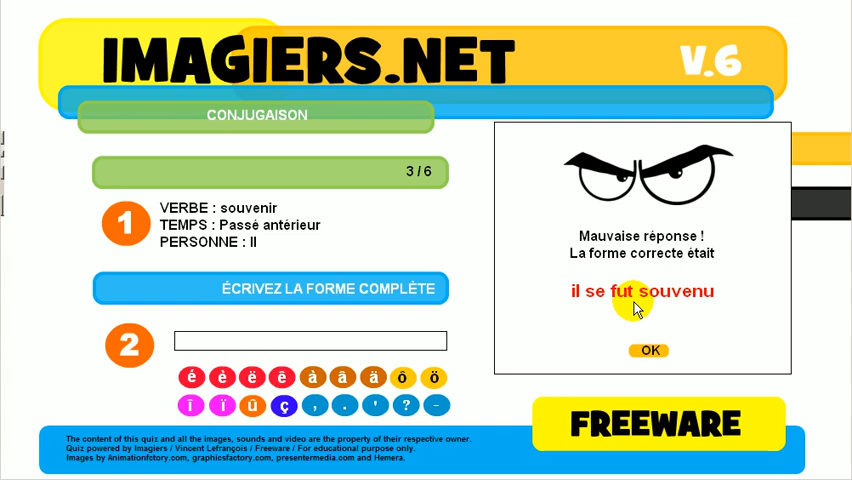 IMAGIERS.NET
V.6
CONJUGAISON
3 / 6
1
VERBE : souvenir
TEMPS : Passé antérieur
PERSONNE : Il
ÉCRIVEZ LA FORME COMPLÈTE
2
é è ë ê à â ä ô ö
î ï û ç , . ' ? -
Mauvaise réponse !
La forme correcte était
il se fut souvenu
OK
FREEWARE
The content of this quiz and all the images, sounds and video are the property of their respective owner.
Quiz powered by Imagiers / Vincent Lefrançois / Freeware / For educational purpose only.
Images by Animationfctory.com, graphicsfactory.com, presentermedia.com and Hemera.